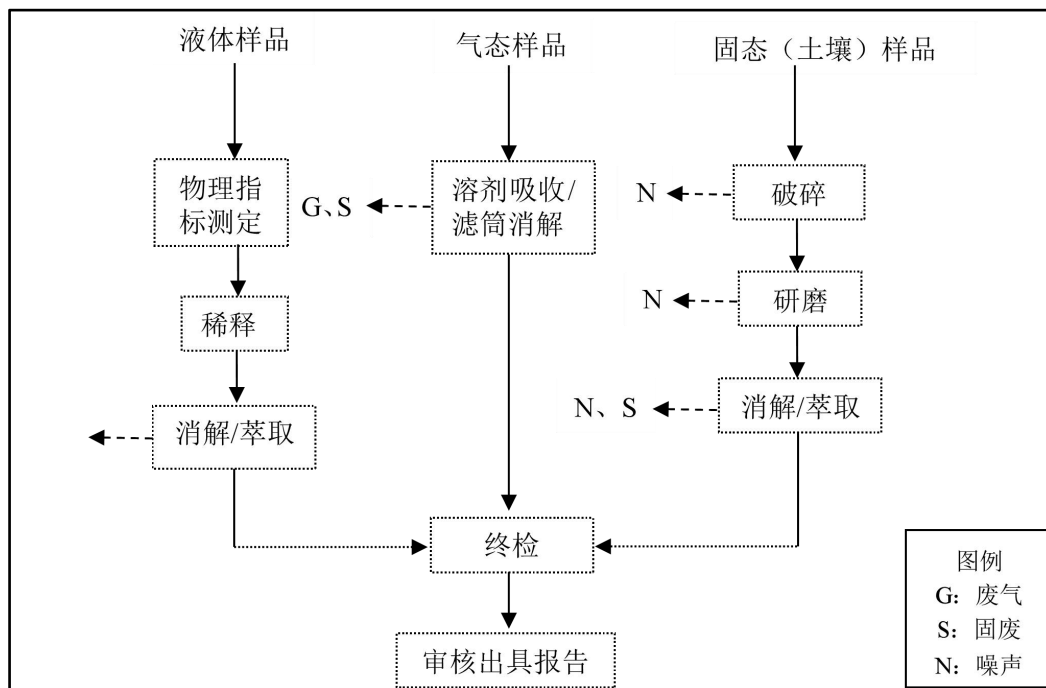 液体样品
气态样品
固态（土壤）样品
物理指
标测定
G、S
溶剂吸收/
滤筒消解
N
破碎
N
研磨
稀释
消解/萃取
N、S
消解/萃取
终检
审核出具报告
图例
G：废气
S：固废
N：噪声